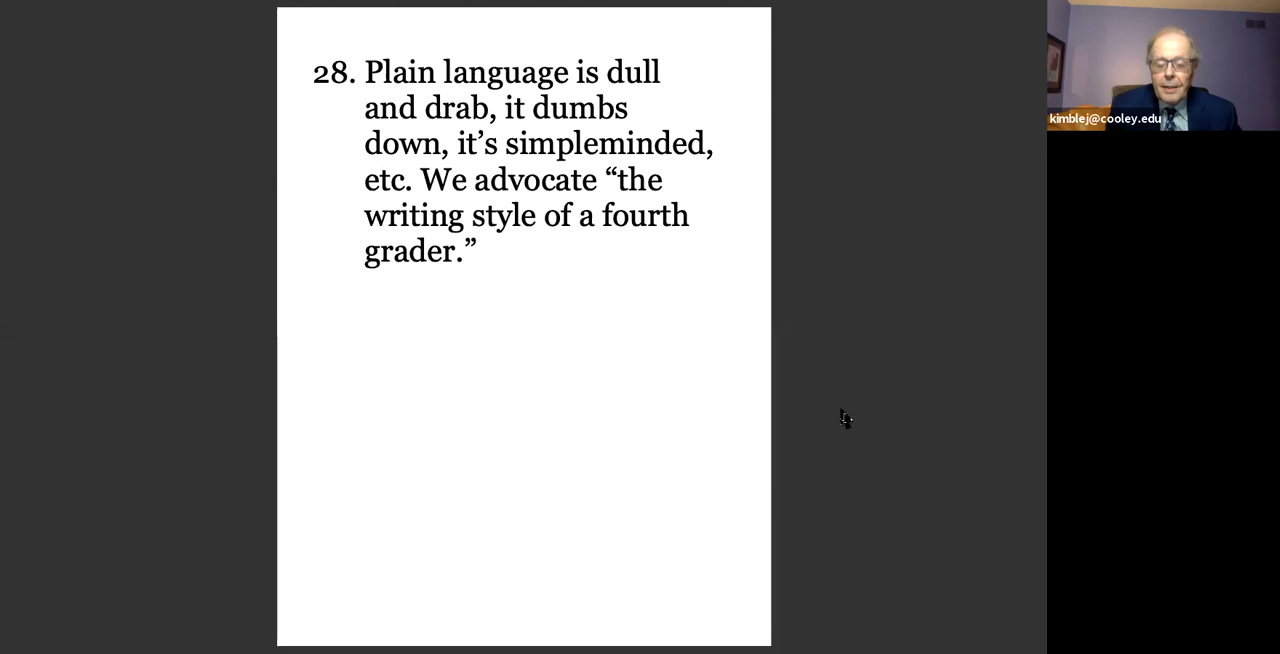 28. Plain language is dull
and drab, it dumbs
down, it’s simpleminded,
etc. We advocate “the
writing style of a fourth
grader.”
kimblej@cooley.edu